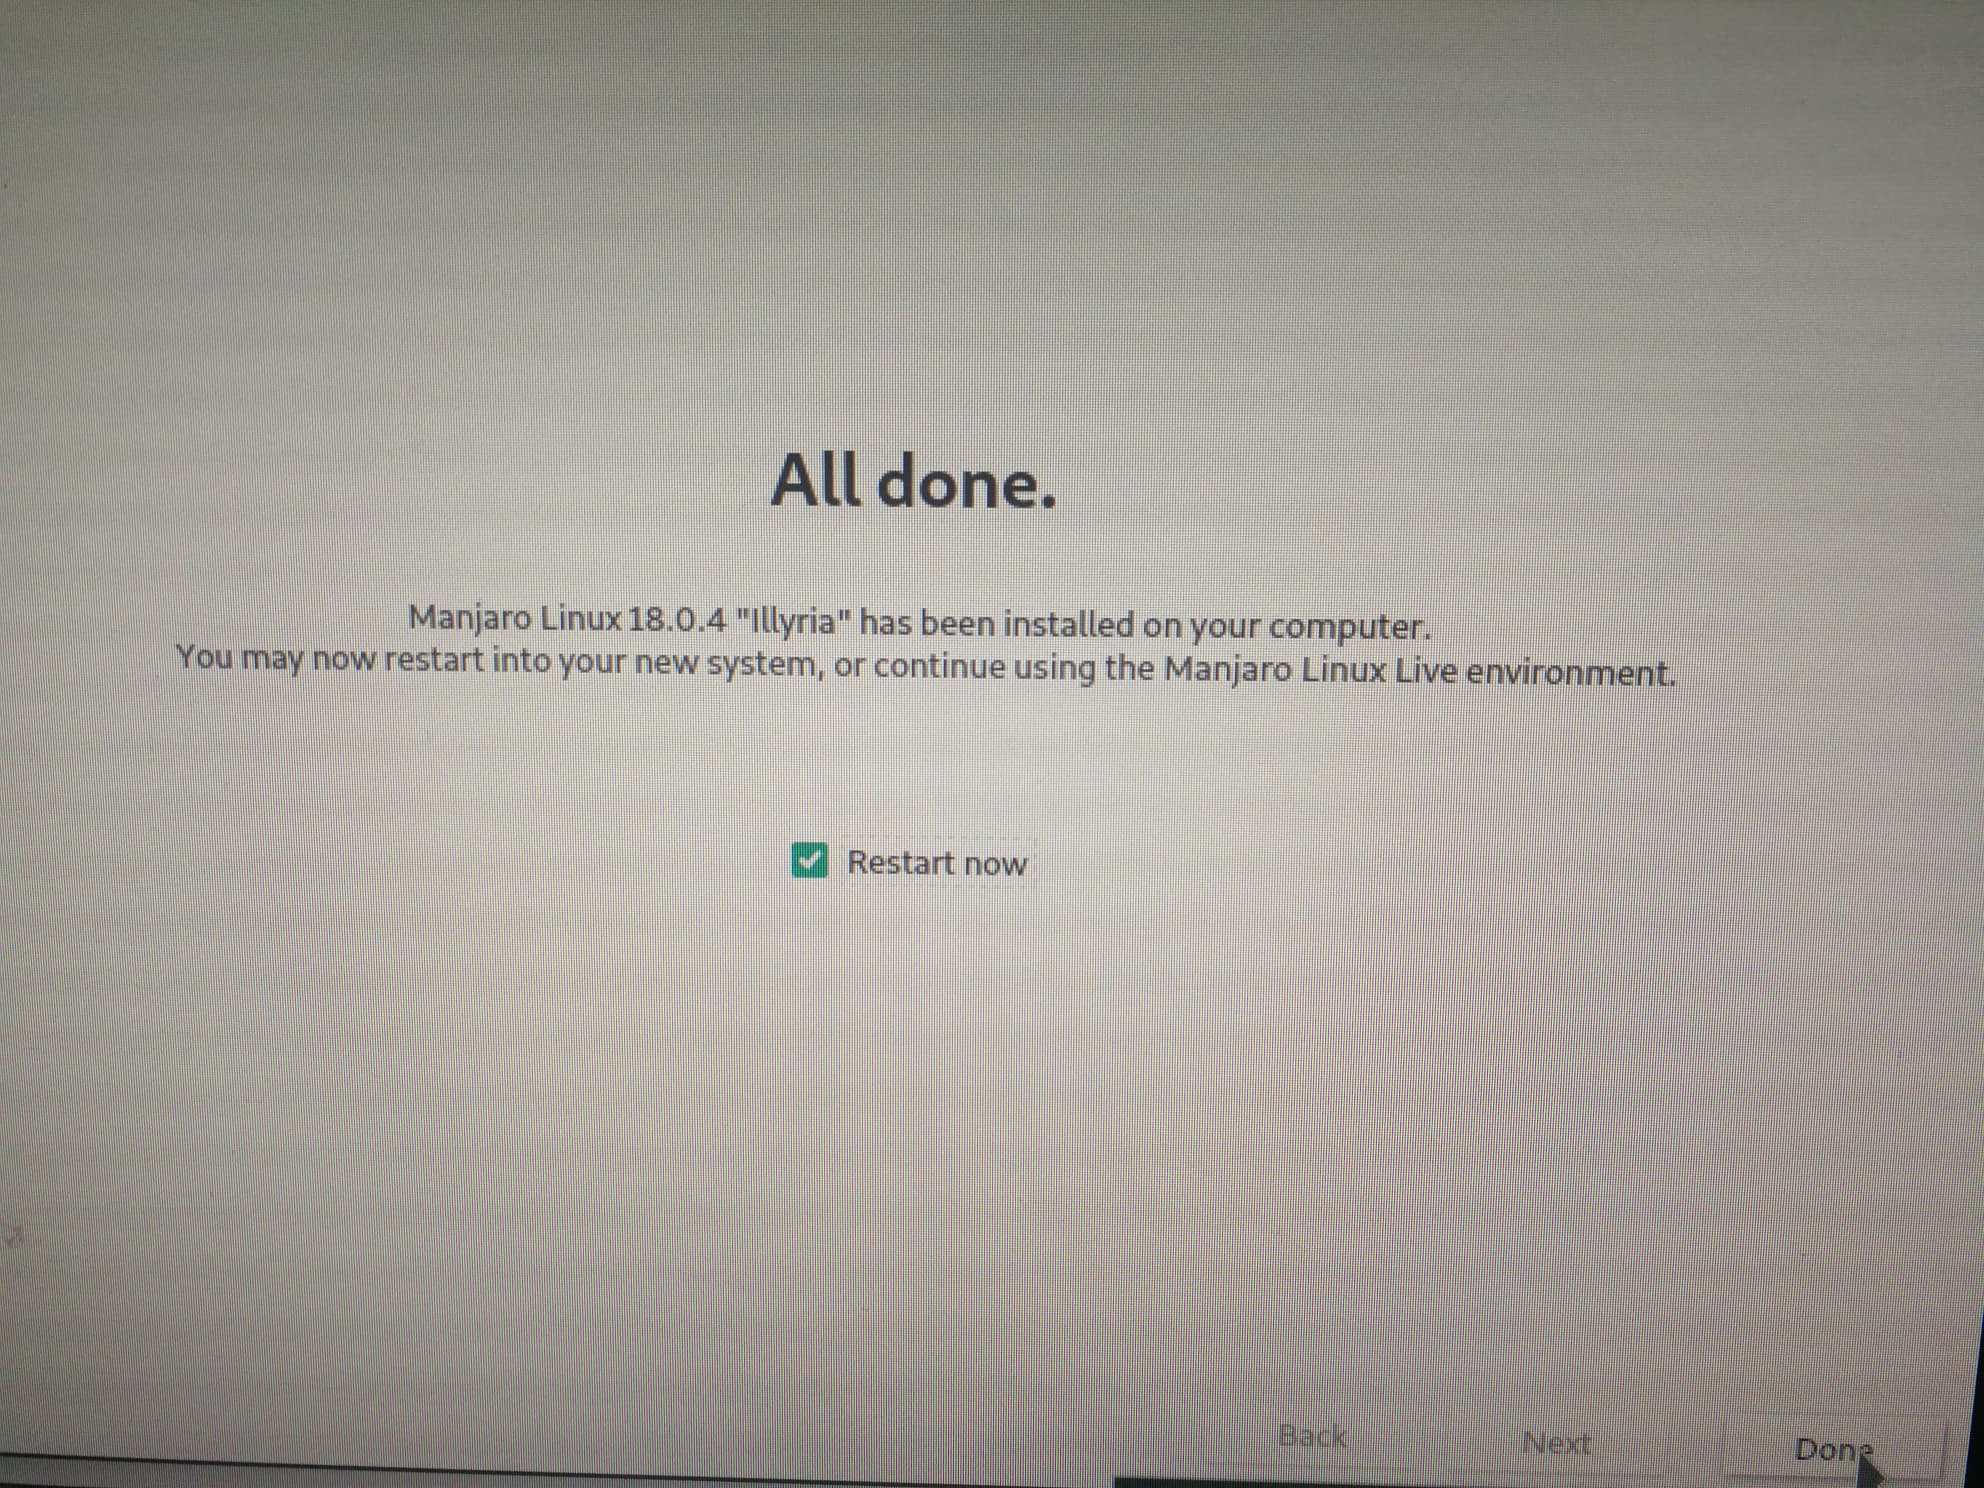 All done.
Manjaro Linux 18.0.4 "Illyria" has been installed on your computer.
You may now restart into your new system, or continue using the Manjaro Linux Live environment.
Restart now
Back
Next
Done